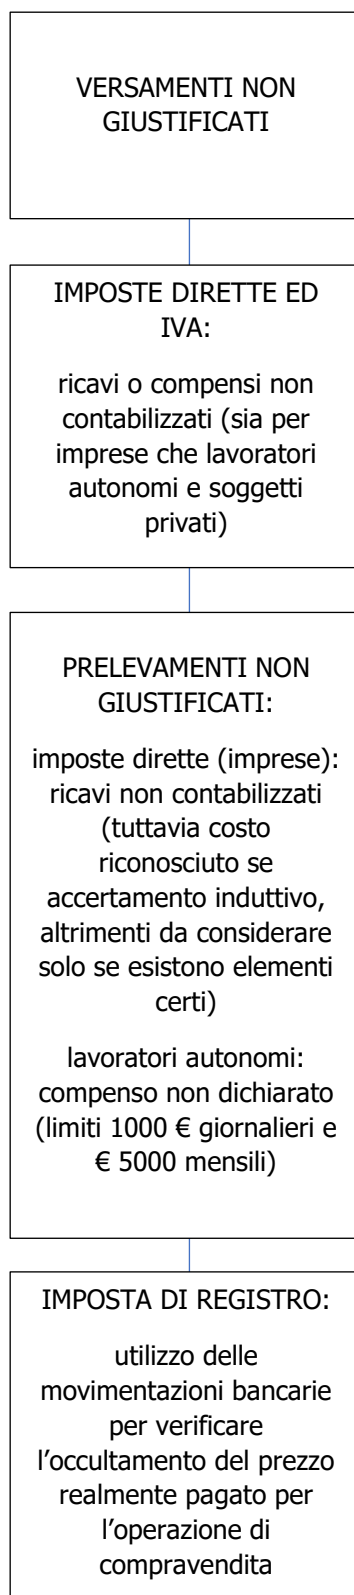 VERSAMENTI NON
GIUSTIFICATI
IMPOSTE DIRETTE ED
IVA:
ricavi o compensi non
contabilizzati (sia per
imprese che lavoratori
autonomi e soggetti
privati)
PRELEVAMENTI NON
GIUSTIFICATI:
imposte dirette (imprese):
ricavi non contabilizzati
(tuttavia costo
riconosciuto se
accertamento induttivo,
altrimenti da considerare
solo se esistono elementi
certi)
lavoratori autonomi:
compenso non dichiarato
(limiti 1000 € giornalieri e
€ 5000 mensili)
IMPOSTA DI REGISTRO:
utilizzo delle
movimentazioni bancarie
per verificare
l’occultamento del prezzo
realmente pagato per
l’operazione di
compravendita